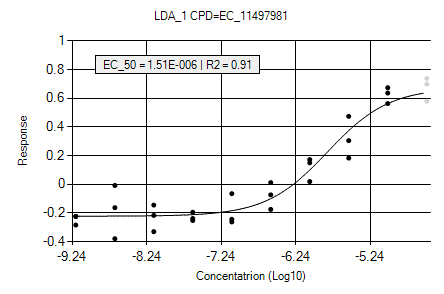 LDA_1 CPD=EC_11497981
EC_50 = 1.51E-006 | R2 = 0.91
Response
1
0.8
0.6
0.4
0.2
0
-0.2
-0.4
-9.24 -8.24 -7.24 -6.24 -5.24
Concentatrion (Log10)